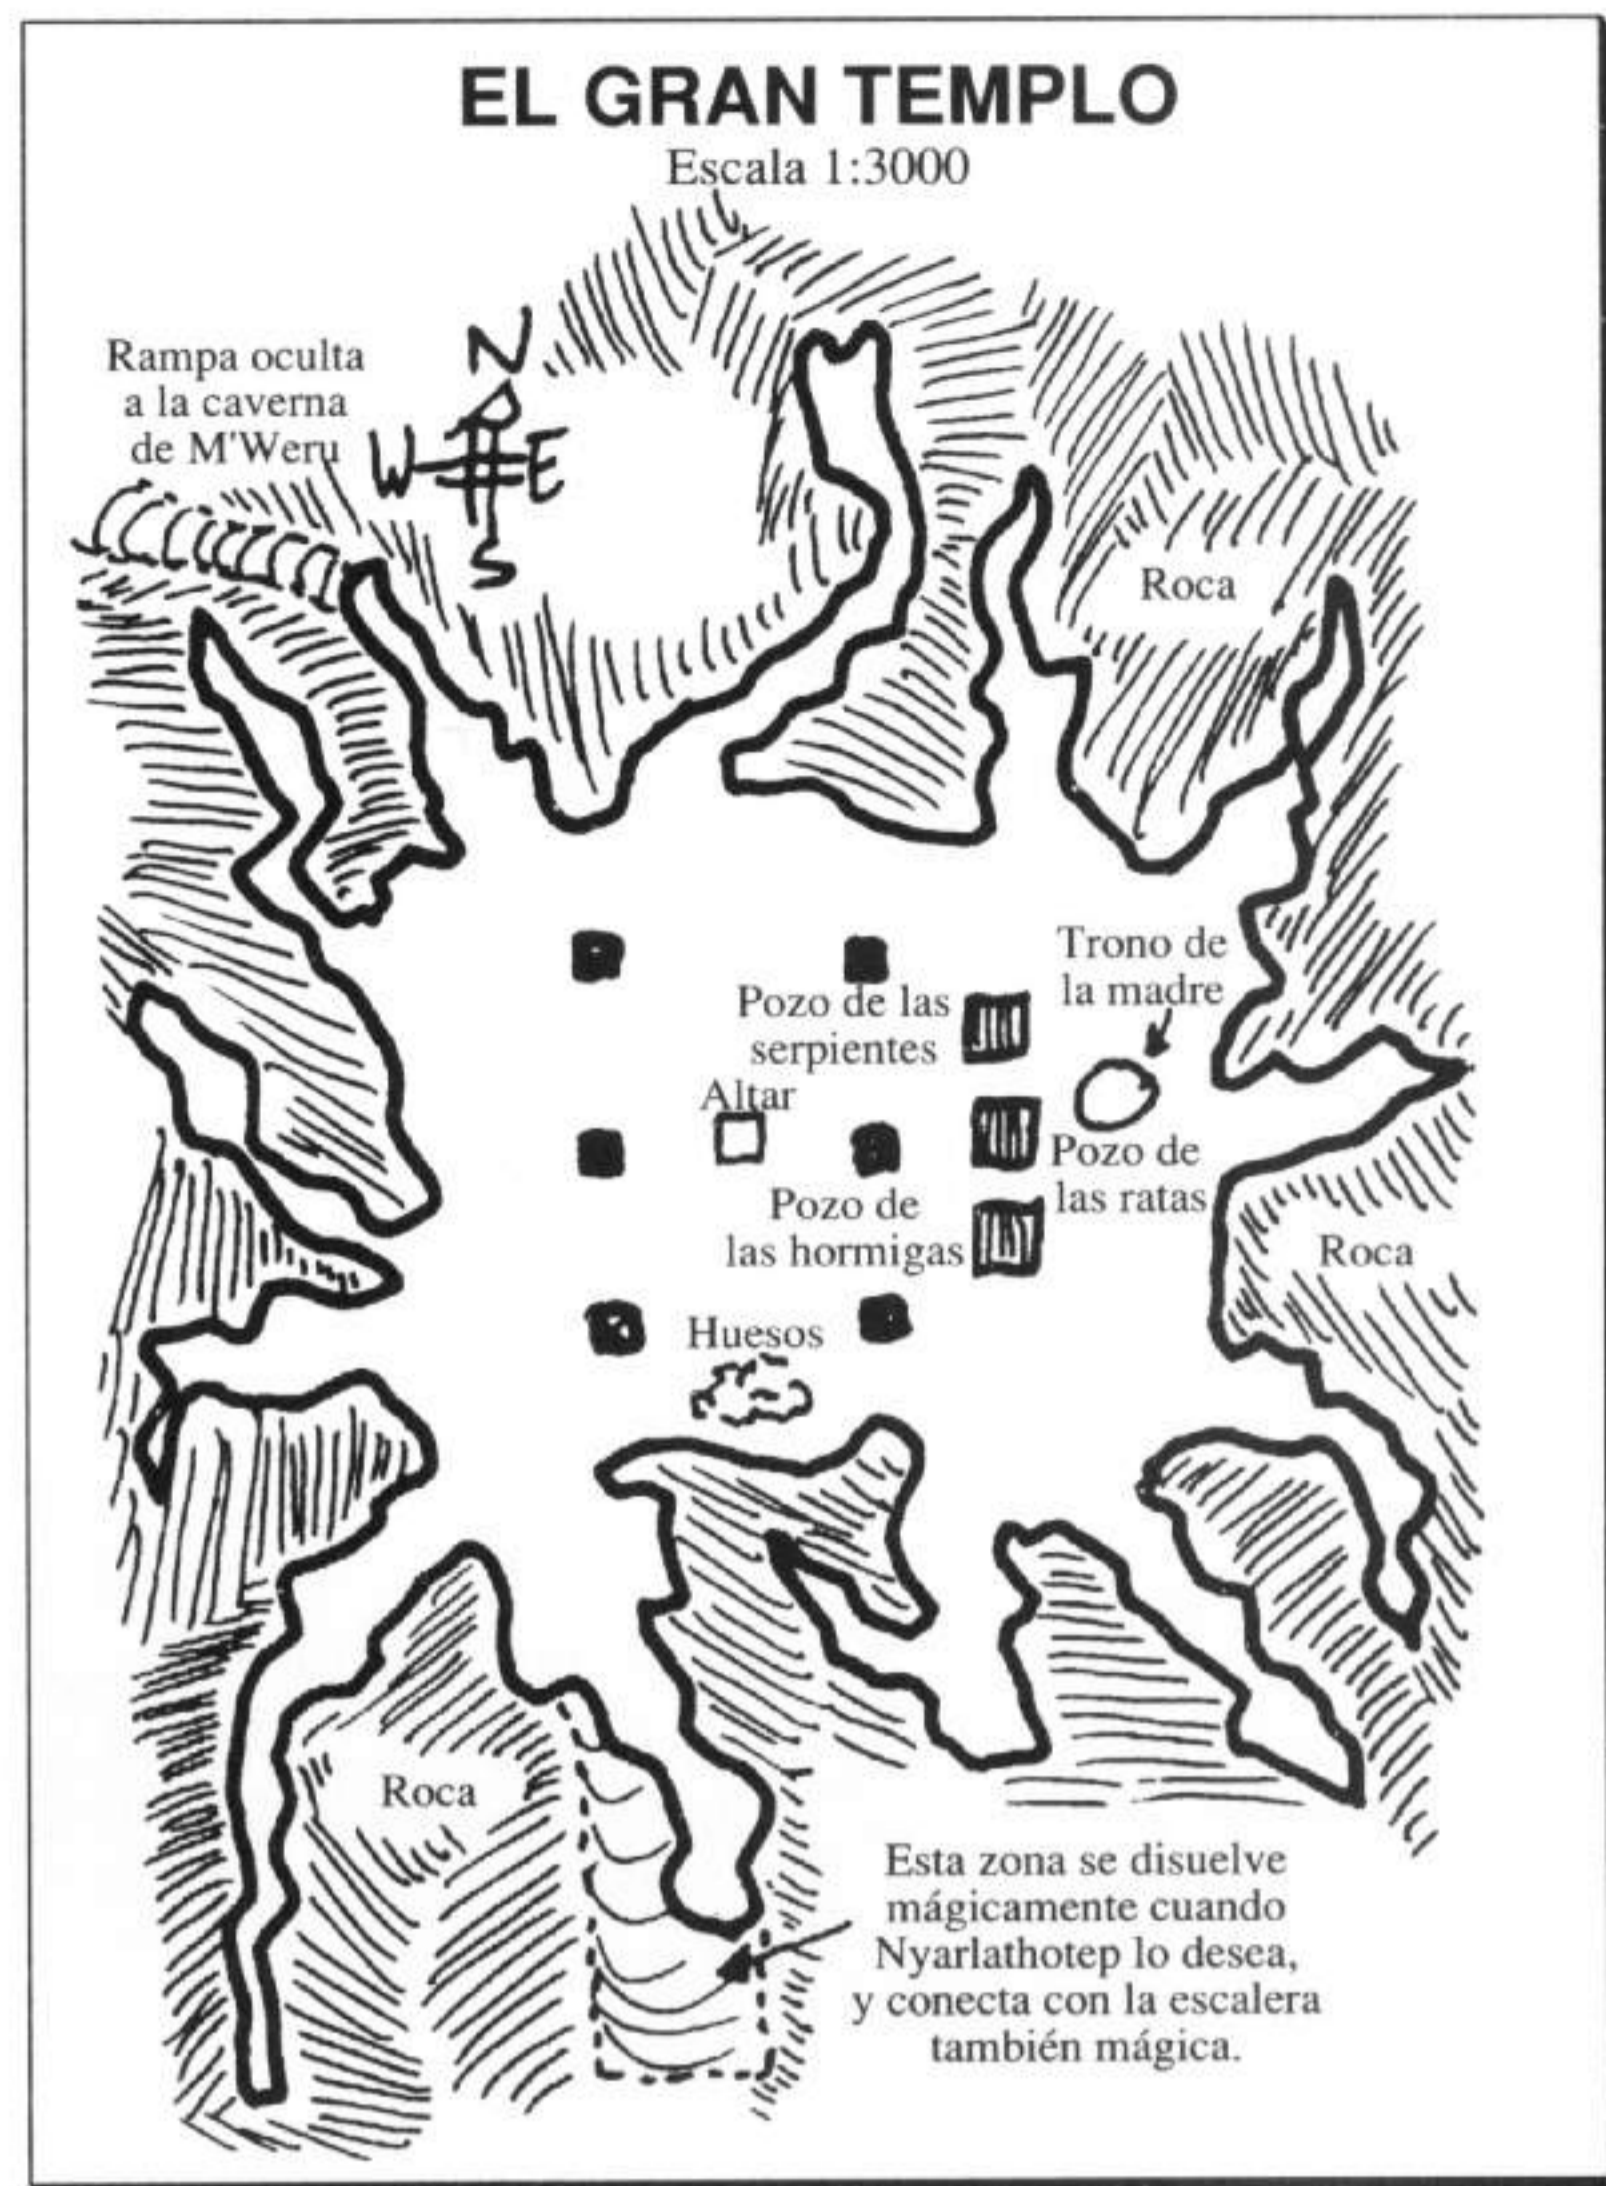 EL GRAN TEMPLO
Escala 1:3000
Rampa oculta
a la caverna
de M'Weru
N
W
E
S
Roca
Trono de
la madre
Pozo de las
serpientes
Altar
Pozo de
las ratas
Pozo de
las hormigas
Roca
Huesos
Roca
Esta zona se disuelve
mágicamente cuando
Nyarlathotep lo desea,
y conecta con la escalera
también mágica.